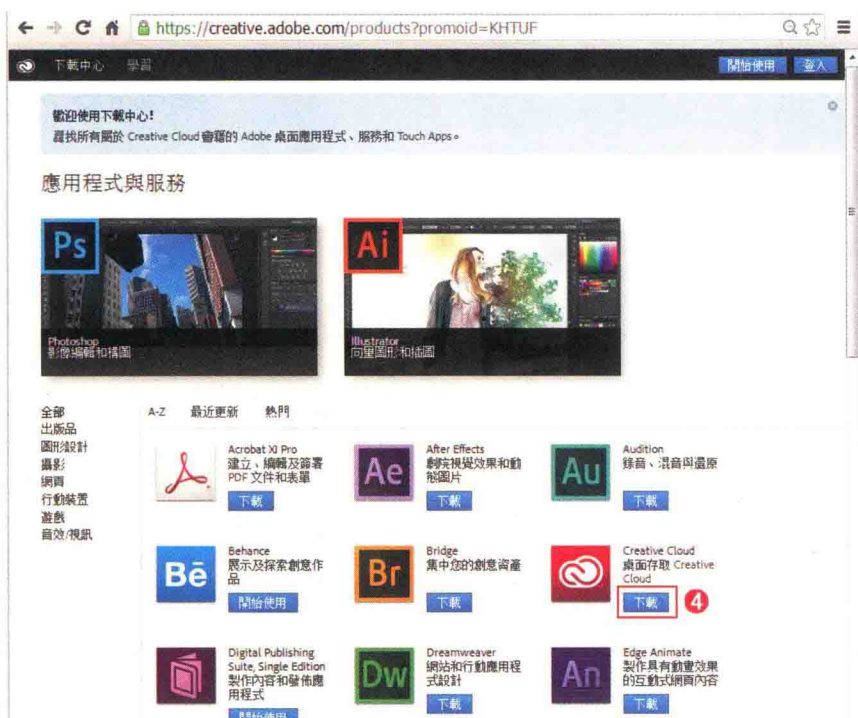 https://creative.adobe.com/products?promoid=KHTUF
下載中心 學習 開始使用 登入
歡迎使用下載中心!
尋找所有屬於 Creative Cloud 會籍的 Adobe 桌面應用程式、服務和 Touch Apps。
應用程式與服務
Ps
Photoshop
影像編輯和構圖
Ai
Illustrator
向量圖形和插圖
全部
出版品
圖形設計
攝影
網頁
行動裝置
遊戲
音效/視訊
A-Z 最近更新 熱門
Acrobat XI Pro
建立、編輯及簽署
PDF 文件和表單
下載
Ae
After Effects
劇院視覺效果和動
態圖片
下載
Au
Audition
錄音、混音與還原
下載
Bē
Behance
展示及探索創意作
品
開始使用
Br
Bridge
集中您的創意資產
下載
Creative Cloud
桌面存取 Creative
Cloud
下載 4
Digital Publishing
Suite, Single Edition
製作內容和發佈應
用程式
開始使用
Dw
Dreamweaver
網站和行動應用程
式設計
下載
An
Edge Animate
製作具有動畫效果
的互動式網頁內容
下載